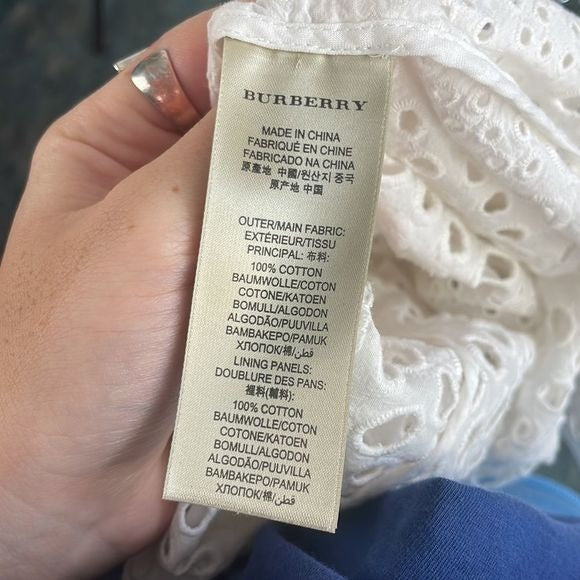 BURBERRY
MADE IN CHINA
FABRIQUÉ EN CHINE
FABRICADO NA CHINA
原產地 中國/원산지 중국
原产地 中国
OUTER/MAIN FABRIC:
EXTÉRIEUR/TISSU
PRINCIPAL: 布料:
100% COTTON
BAUMWOLLE/COTON
COTONE/KATOEN
BOMULL/ALGODON
ALGODÃO/PUUVILLA
BAMBAKEPO/PAMUK
ХЛОПОК/棉/قطن
LINING PANELS:
DOUBLURE DES PANS:
裡料(輔料):
100% COTTON
BAUMWOLLE/COTON
COTONE/KATOEN
BOMULL/ALGODON
ALGODÃO/PUUVILLA
BAMBAKEPO/PAMUK
ХЛОПОК/棉/قطن